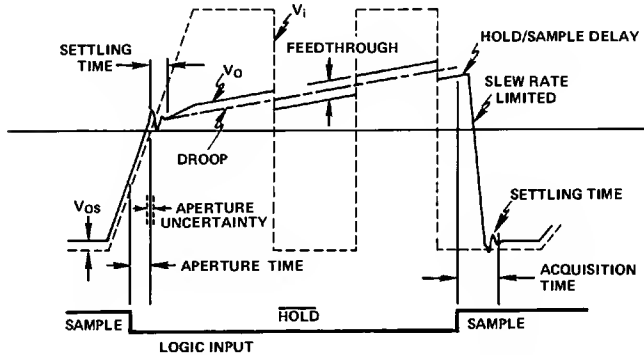 Vi
SETTLING
TIME
Vo
FEEDTHROUGH
HOLD/SAMPLE DELAY
SLEW RATE
LIMITED
DROOP
VOS
APERTURE
UNCERTAINTY
APERTURE TIME
SETTLING TIME
ACQUISITION
TIME
SAMPLE
HOLD
SAMPLE
LOGIC INPUT